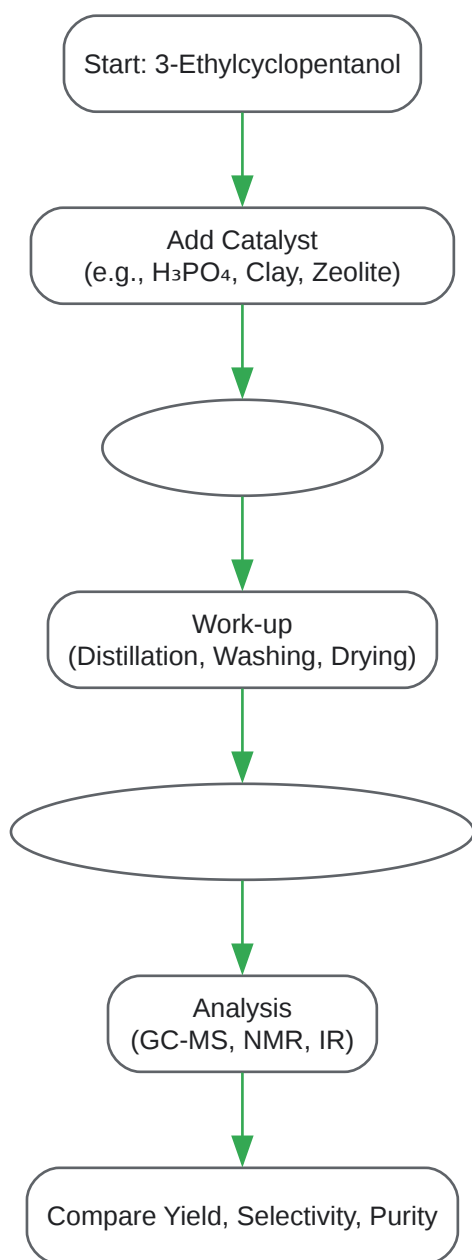 Start: 3-Ethylcyclopentanol
Add Catalyst
(e.g., H₃PO₄, Clay, Zeolite)
Work-up
(Distillation, Washing, Drying)
Analysis
(GC-MS, NMR, IR)
Compare Yield, Selectivity, Purity